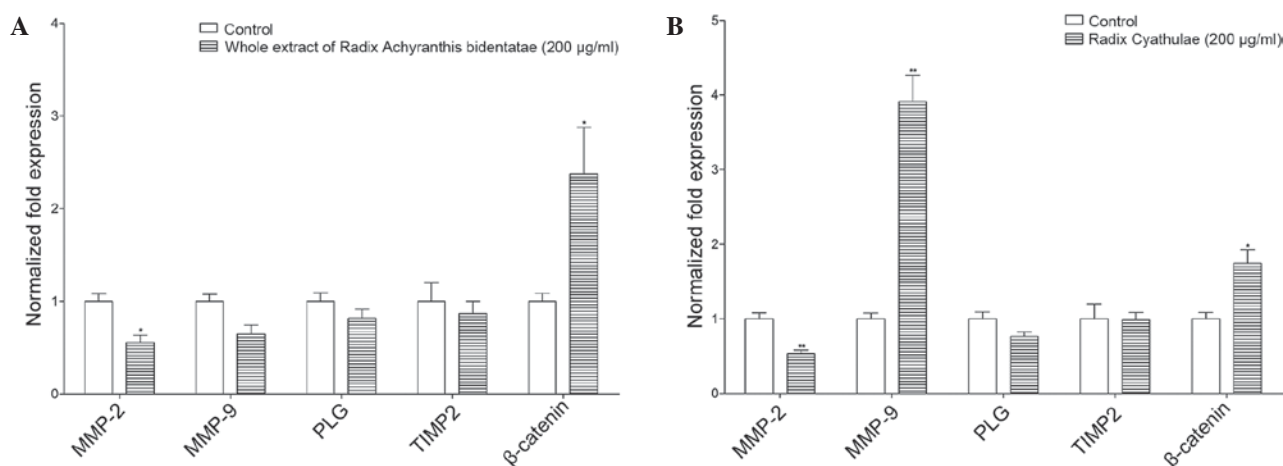 A
Control
Whole extract of Radix Achyranthis bidentatae (200 µg/ml)
Normalized fold expression
4
3
2
1
0
*
*
MMP-2
MMP-9
PLG
TIMP2
β-catenin
B
Control
Radix Cyathulae (200 µg/ml)
Normalized fold expression
5
4
3
2
1
0
**
**
*
MMP-2
MMP-9
PLG
TIMP2
β-catenin